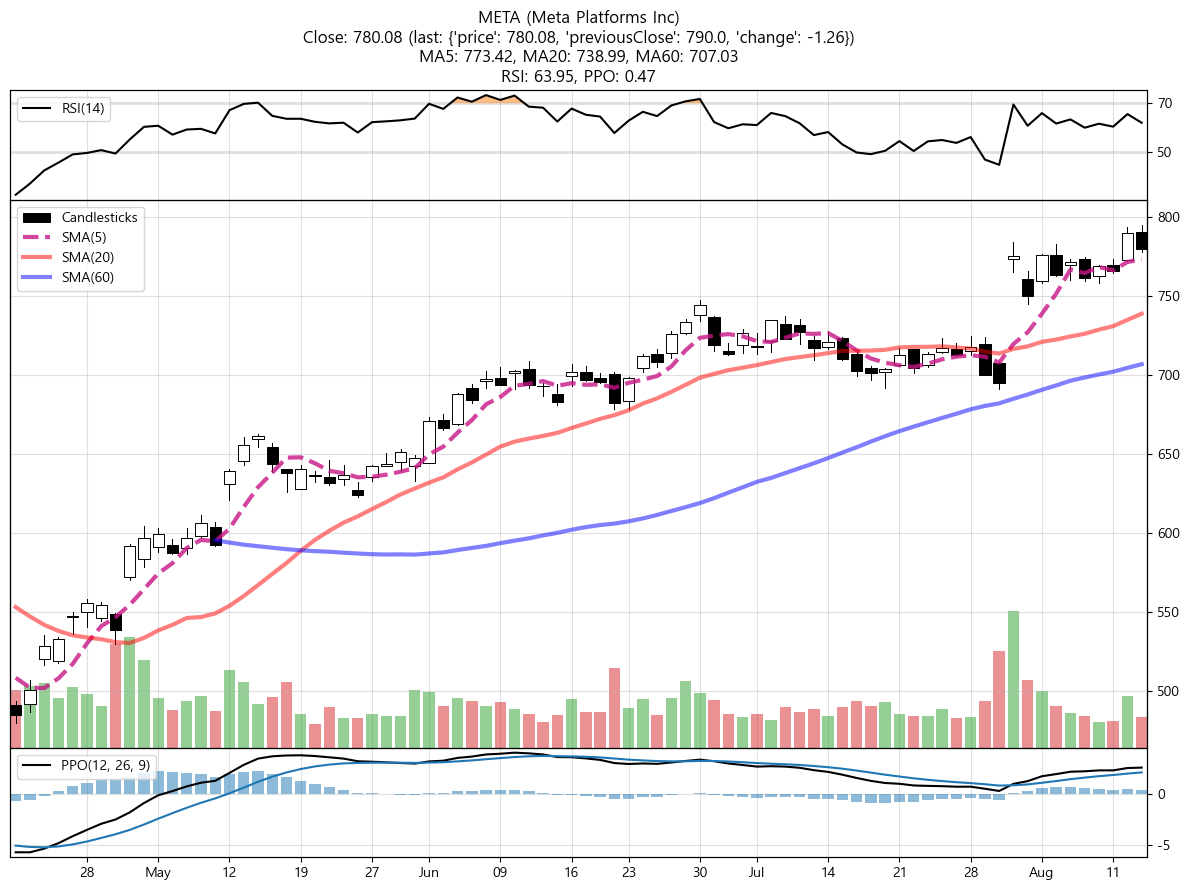 META (Meta Platforms Inc)
Close: 780.08 (last: {'price': 780.08, 'previousClose': 790.0, 'change': -1.26})
MA5: 773.42, MA20: 738.99, MA60: 707.03
RSI: 63.95, PPO: 0.47
RSI(14)
70
50
Candlesticks
SMA(5)
SMA(20)
SMA(60)
800
750
700
650
600
550
500
PPO(12, 26, 9)
0
-5
28 May 12 19 27 Jun 09 16 23 30 Jul 14 21 28 Aug 11